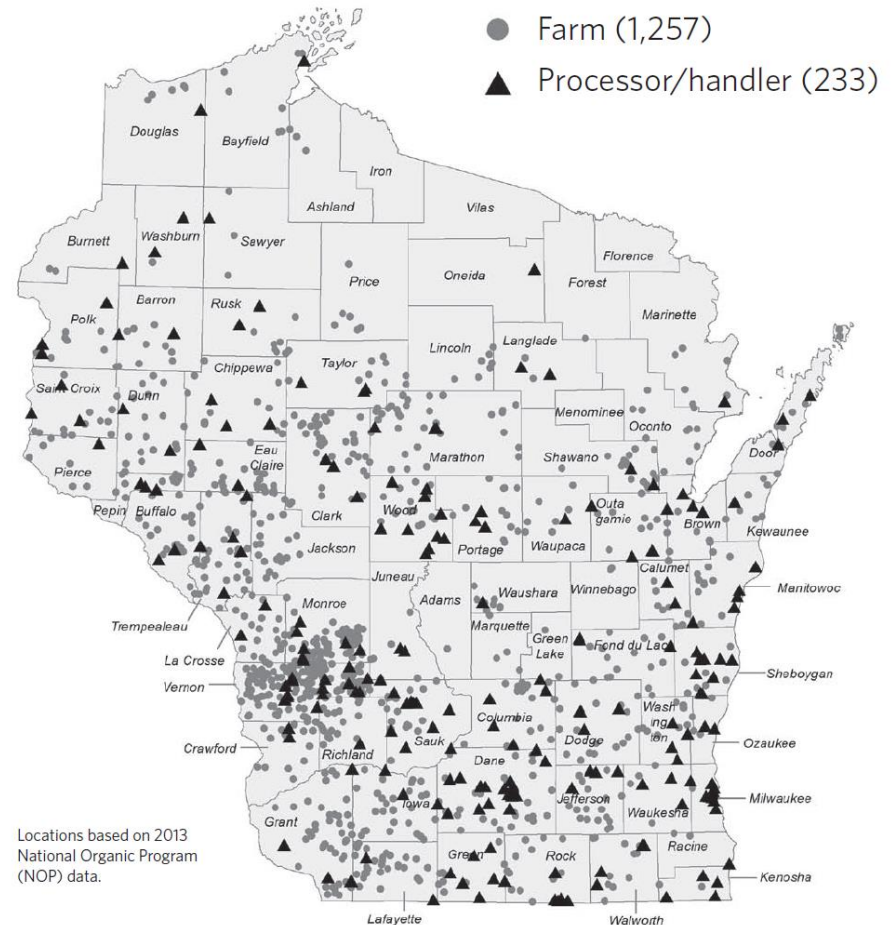 Farm (1,257)
Processor/handler (233)
Douglas
Bayfield
Iron
Ashland
Vilas
Burnett
Washburn
Sawyer
Florence
Price
Oneida
Forest
Barron
Rusk
Marinette
Polk
Lincoln
Langlade
Taylor
Chippewa
Saint Croix
Dunn
Menominee
Oconto
Eau
Claire
Marathon
Shawano
Door
Pierce
Pepin
Buffalo
Clark
Wood
Outa
gamie
Brown
Kewaunee
Jackson
Portage
Waupaca
Juneau
Calumet
Adams
Waushara
Winnebago
Manitowoc
Monroe
Trempealeau
Marquette
Green
Lake
Fond du Lac
La Crosse
Sheboygan
Vernon
Columbia
Wash
ing
ton
Crawford
Sauk
Dodge
Ozaukee
Richland
Dane
Iowa
Jefferson
Milwaukee
Waukesha
Grant
Locations based on 2013
National Organic Program
(NOP) data.
Green
Rock
Racine
Kenosha
Lafayette
Walworth